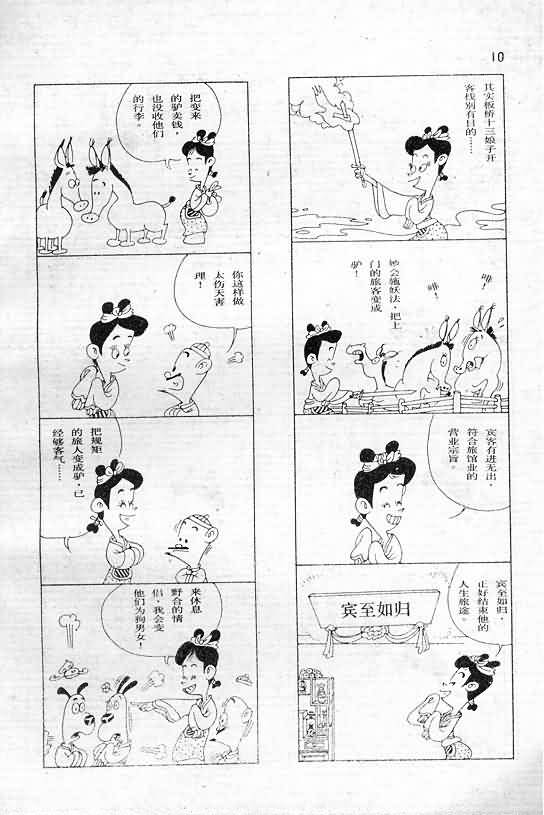 10
其实板桥十三娘子开
客栈别有目的……
妙会施妖法，把上
门的旅客变成
驴！
啡！
啡！
宾客有进无出，
符合旅馆业的
营业宗旨。
宾至如归，
正好结束他的
人生旅途。
宾至如归
把变来
的驴卖钱，
也没收他们
的行李。
你这样做
太伤天害
理！
把规矩
的旅人变成驴，已
经够客气……
来休息
野合的情
侣，我会变
他们为狗男女！